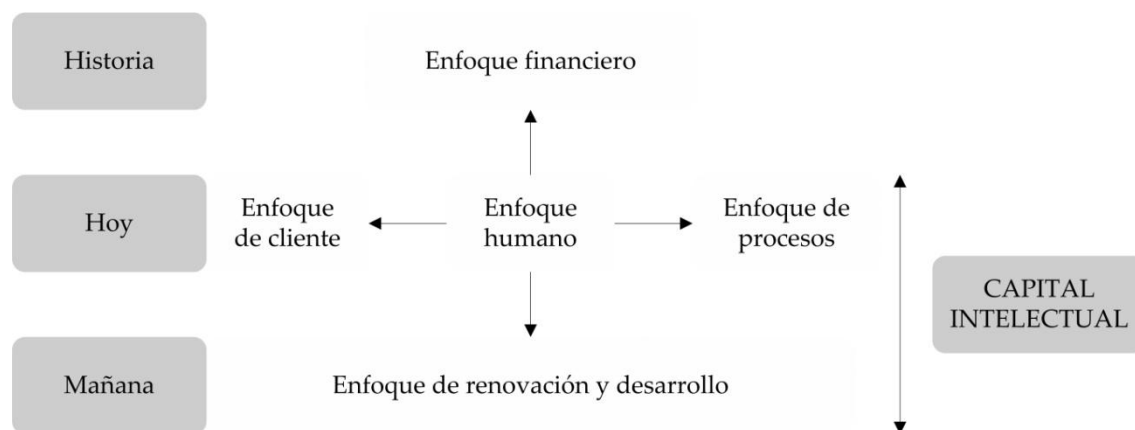 Historia
Enfoque financiero
Hoy
Enfoque
de cliente
Enfoque
humano
Enfoque de
procesos
CAPITAL
INTELECTUAL
Mañana
Enfoque de renovación y desarrollo